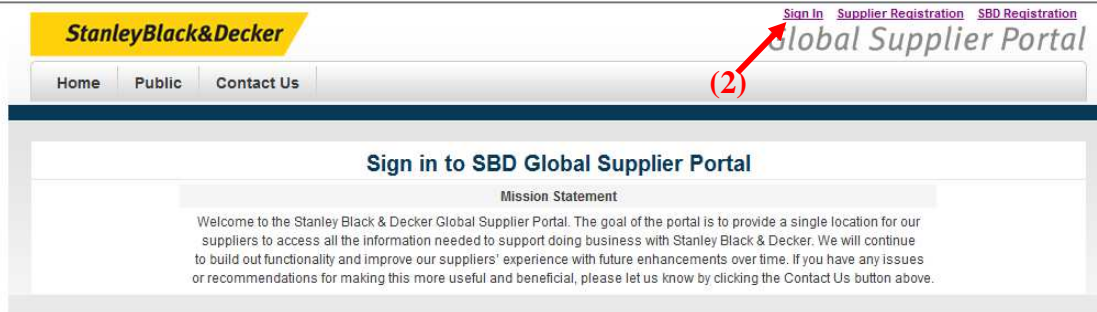 Sign In Supplier Registration SBD Registration
StanleyBlack&Decker
Global Supplier Portal
Home Public Contact Us
(2)
Sign in to SBD Global Supplier Portal
Mission Statement
Welcome to the Stanley Black & Decker Global Supplier Portal. The goal of the portal is to provide a single location for our
suppliers to access all the information needed to support doing business with Stanley Black & Decker. We will continue
to build out functionality and improve our suppliers' experience with future enhancements over time. If you have any issues
or recommendations for making this more useful and beneficial, please let us know by clicking the Contact Us button above.